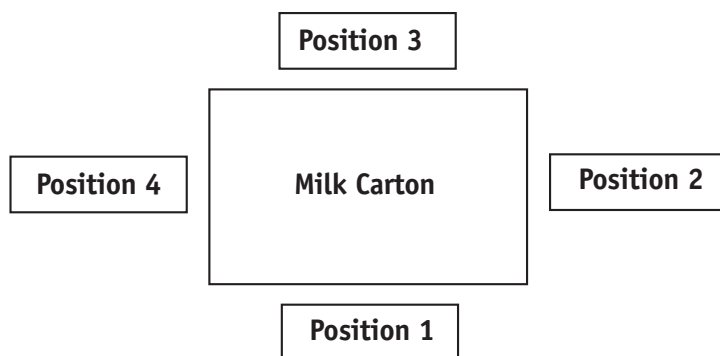 Position 3
Position 4
Milk Carton
Position 2
Position 1